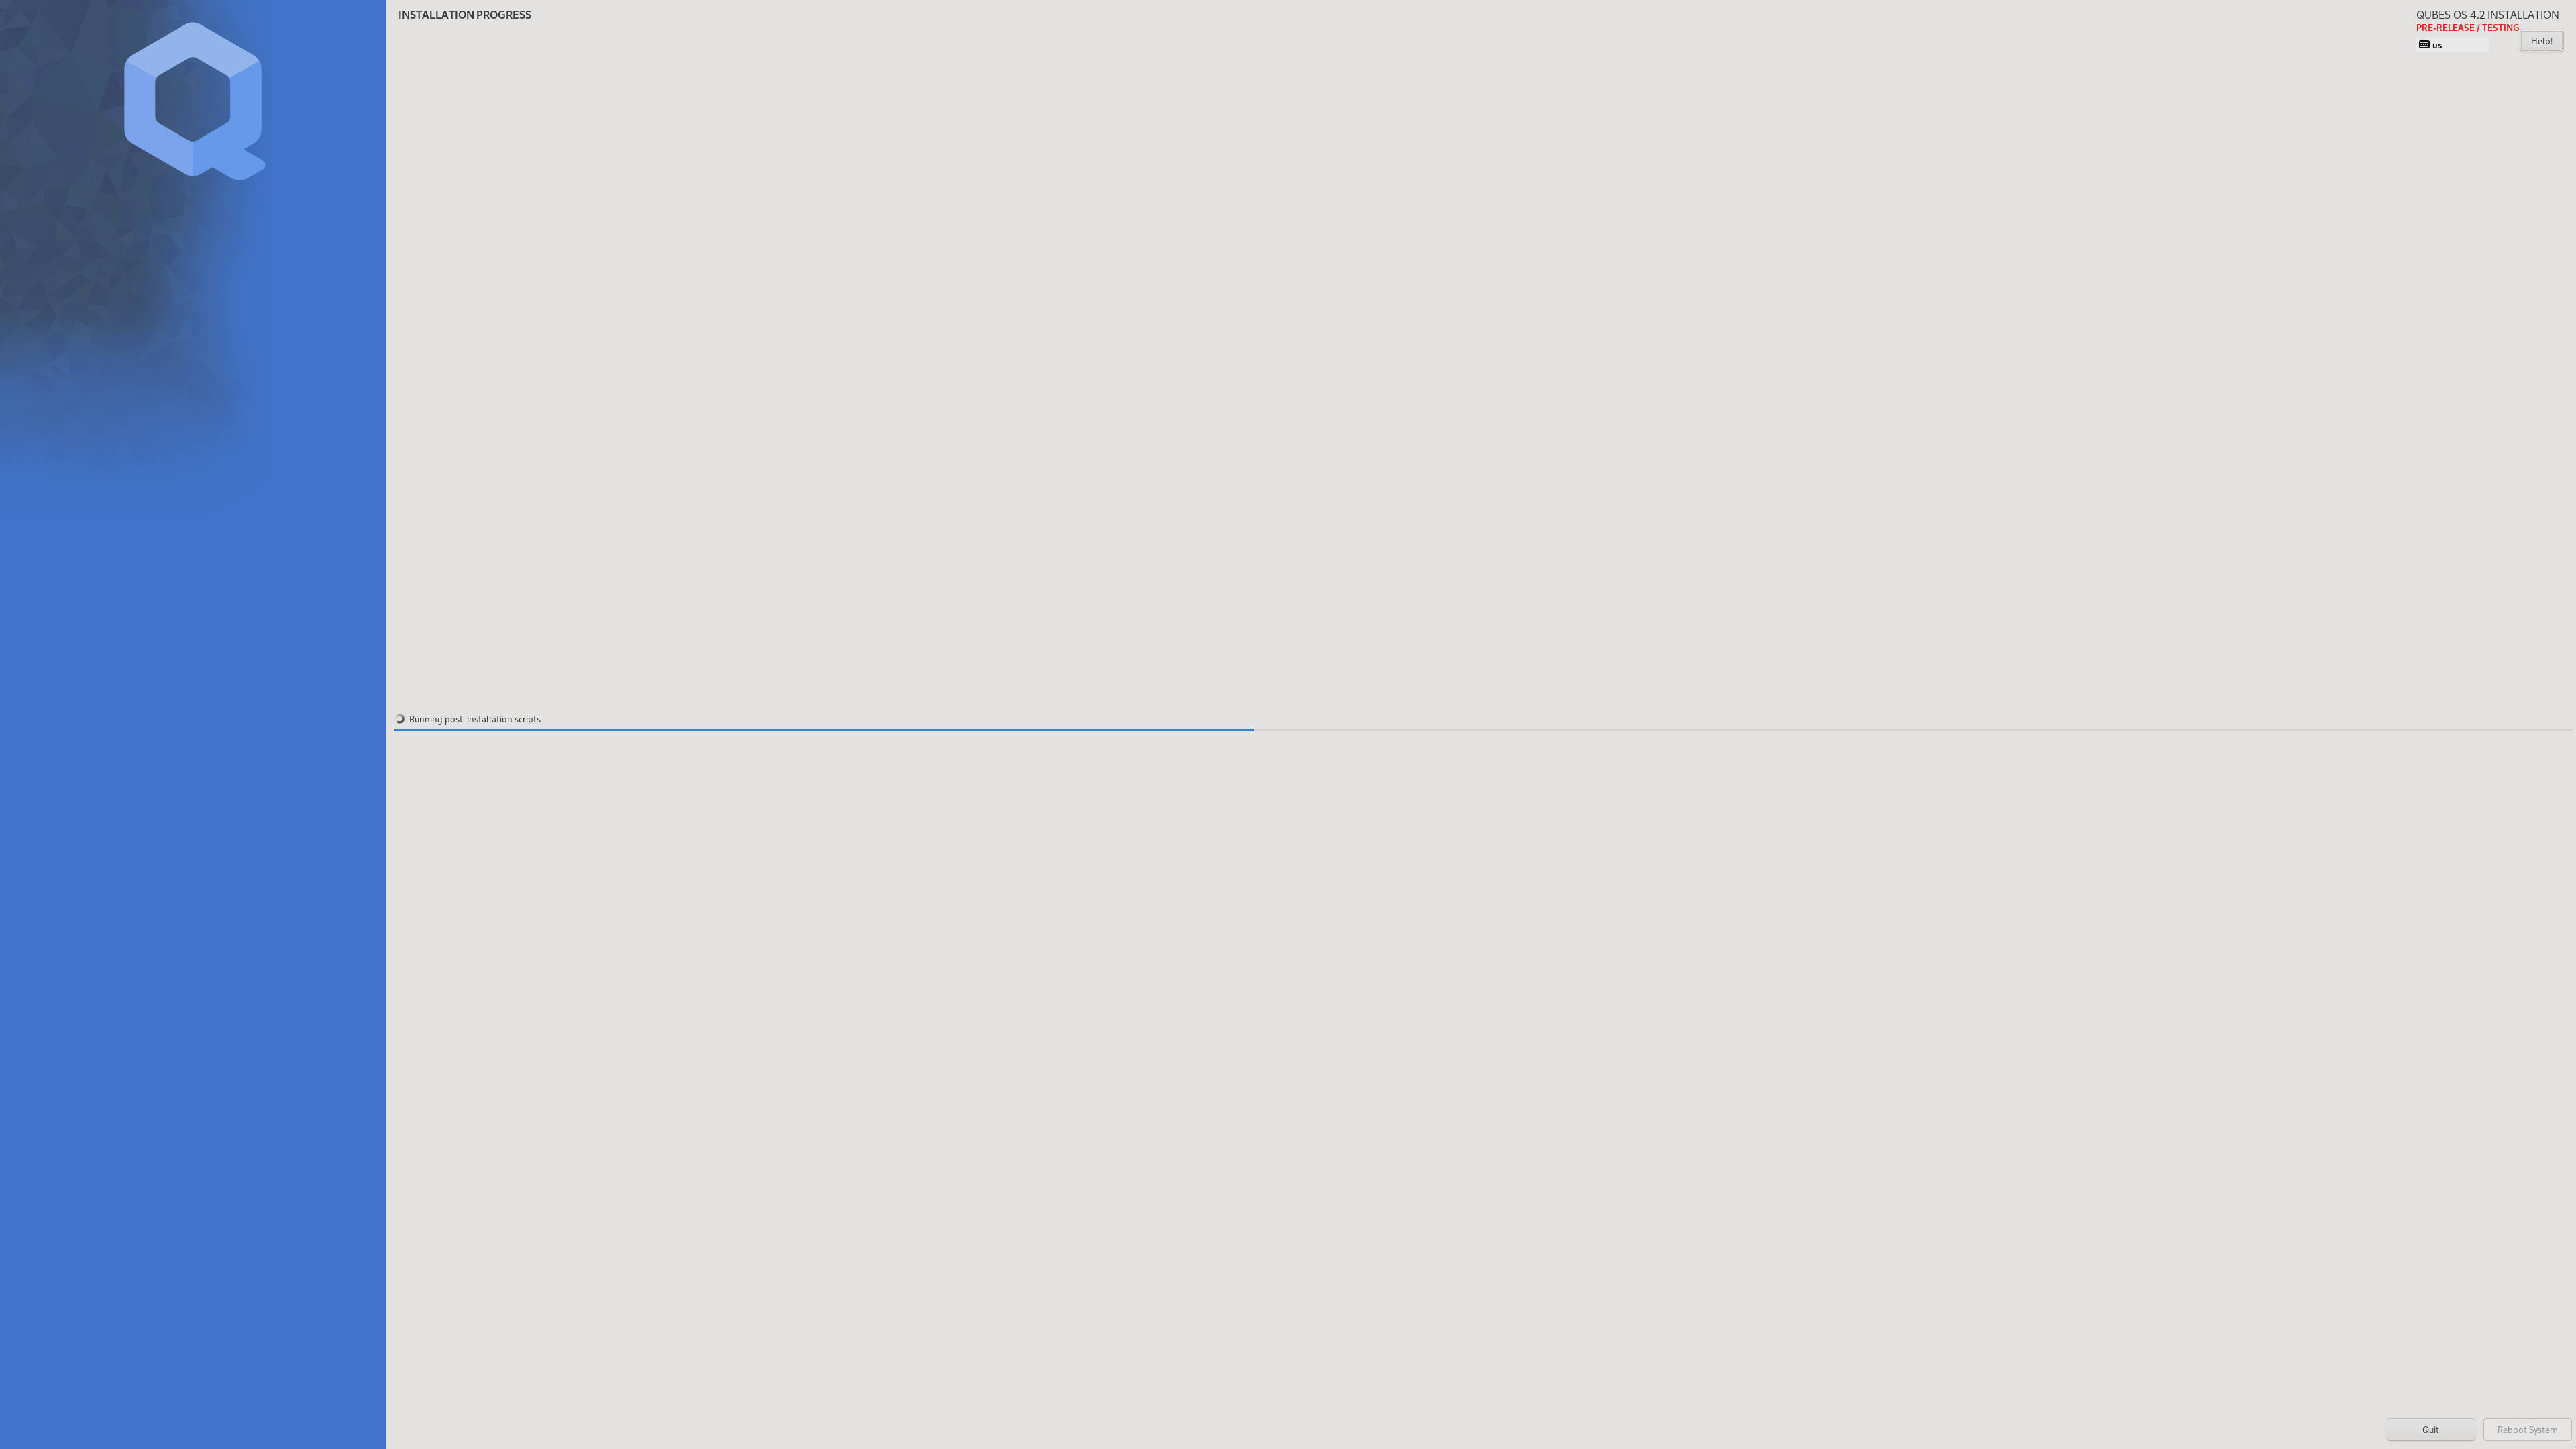 INSTALLATION PROGRESS
QUBES OS 4.2 INSTALLATION
PRE-RELEASE / TESTING
us
Help!
Running post-installation scripts
Quit
Reboot System